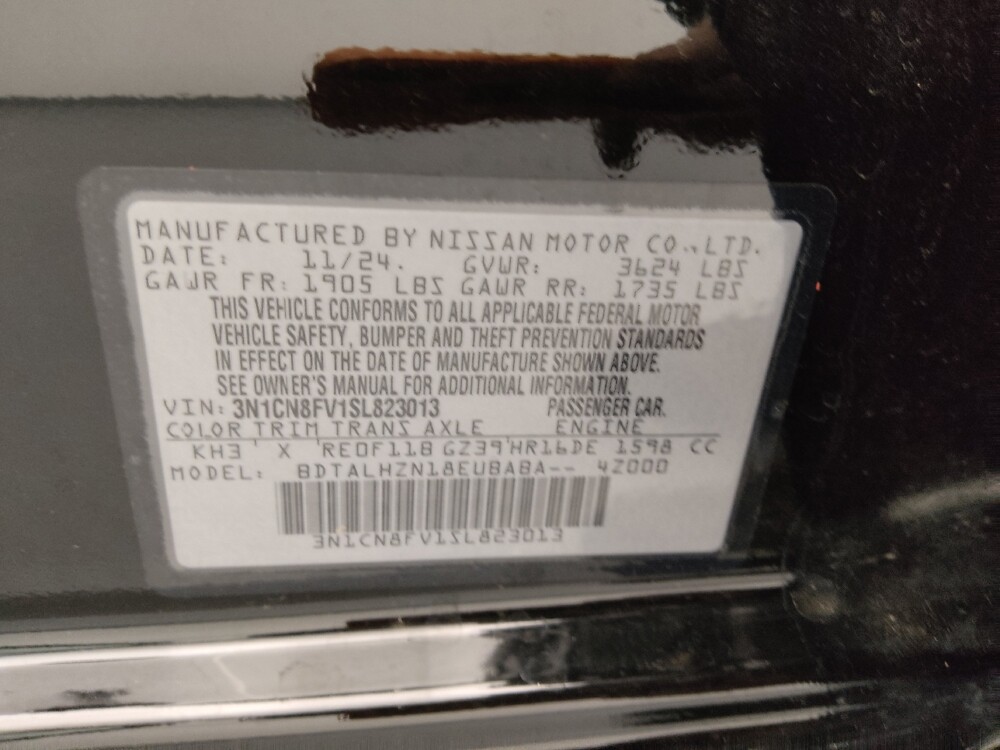 MANUFACTURED BY NISSAN MOTOR CO., LTD.
DATE: 11/24. GVWR: 3624 LBS
GAWR FR: 1905 LBS GAWR RR: 1735 LBS
THIS VEHICLE CONFORMS TO ALL APPLICABLE FEDERAL MOTOR
VEHICLE SAFETY, BUMPER AND THEFT PREVENTION STANDARDS
IN EFFECT ON THE DATE OF MANUFACTURE SHOWN ABOVE.
SEE OWNER'S MANUAL FOR ADDITIONAL INFORMATION.
VIN: 3N1CN8FV1SL823013 PASSENGER CAR.
COLOR TRIM TRANS AXLE ENGINE
KH3 ' X 'RE0F11B GZ39'HR16DE 1598 CC
MODEL: BDTALHZN18EUBABA-- 4Z000
3N1CN8FV1SL823013